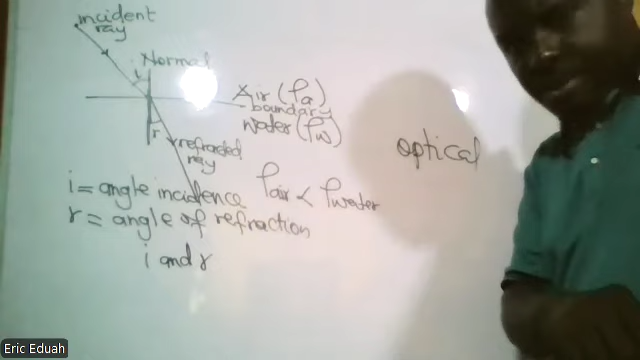 incident
ray
Normal
i
Air (ρa)
boundary
water (ρw)
r
refracted
ray
optical
i = angle incidence
ρair < ρwater
r = angle of refraction
i and r
Eric Eduah